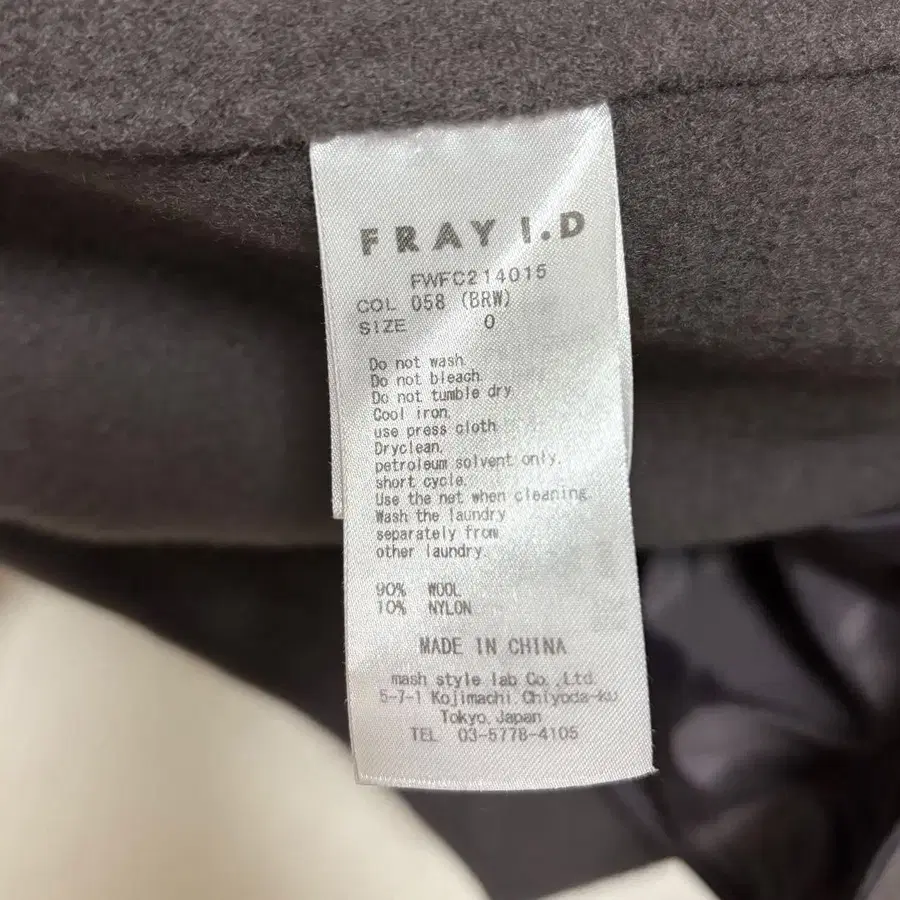 FRAY I.D
FWFC214015
COL 058 (BRW)
SIZE 0
Do not wash.
Do not bleach.
Do not tumble dry
Cool iron.
use press cloth
Dryclean.
petroleum solvent only.
short cycle.
Use the net when cleaning.
Wash the laundry
separately from
other laundry.
90% WOOL
10% NYLON
MADE IN CHINA
mash style lab Co.,Ltd.
5-7-1 Kojimachi.Chiyoda-ku
Tokyo.Japan
TEL 03-5778-4105